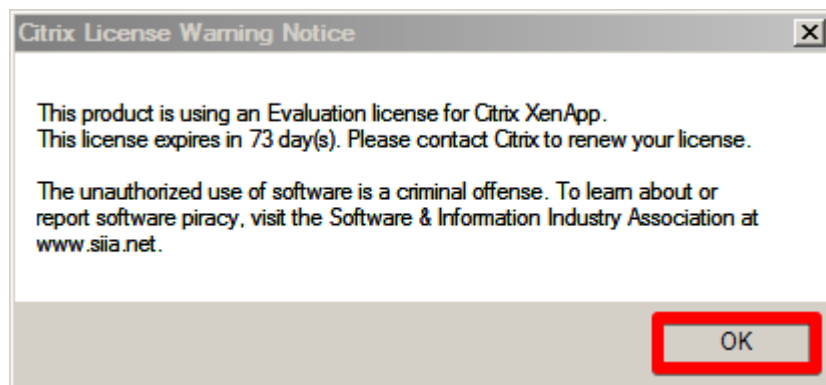 Citrix License Warning Notice
This product is using an Evaluation license for Citrix XenApp.
This license expires in 73 day(s). Please contact Citrix to renew your license.
The unauthorized use of software is a criminal offense. To learn about or
report software piracy, visit the Software & Information Industry Association at
www.siia.net.
OK